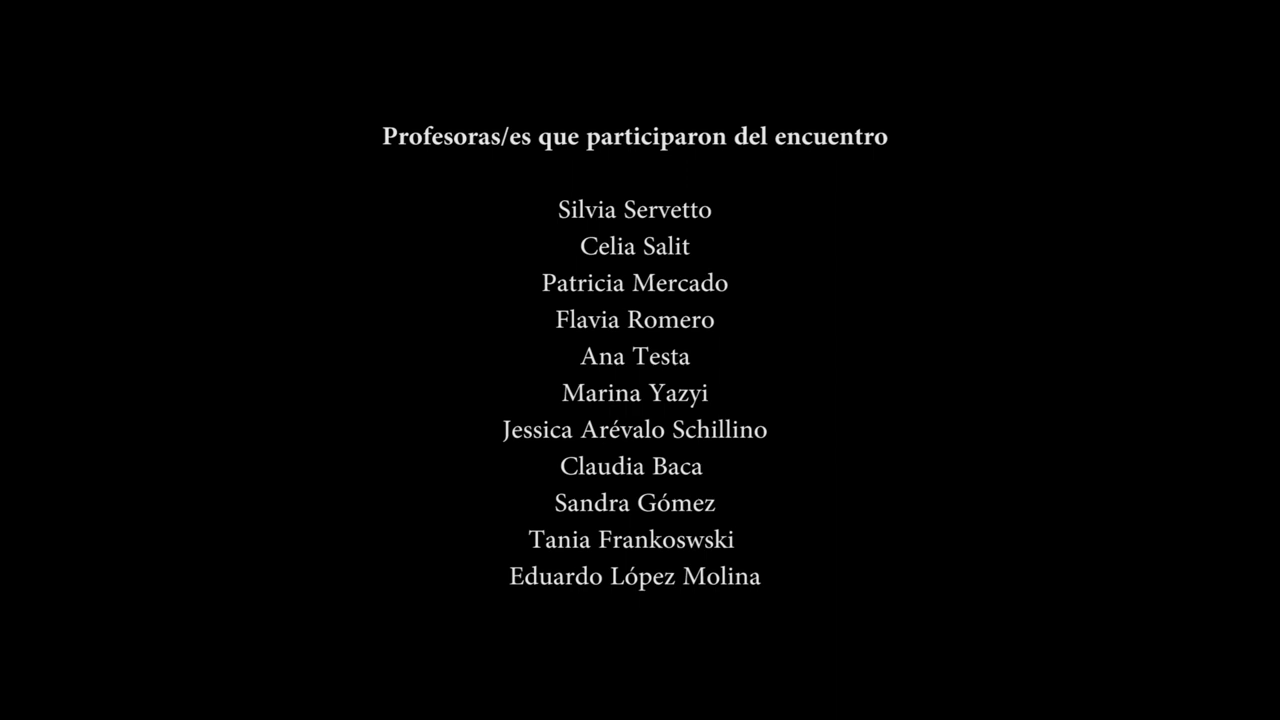 Profesoras/es que participaron del encuentro
Silvia Servetto
Celia Salit
Patricia Mercado
Flavia Romero
Ana Testa
Marina Yazyi
Jessica Arévalo Schillino
Claudia Baca
Sandra Gómez
Tania Frankoswski
Eduardo López Molina